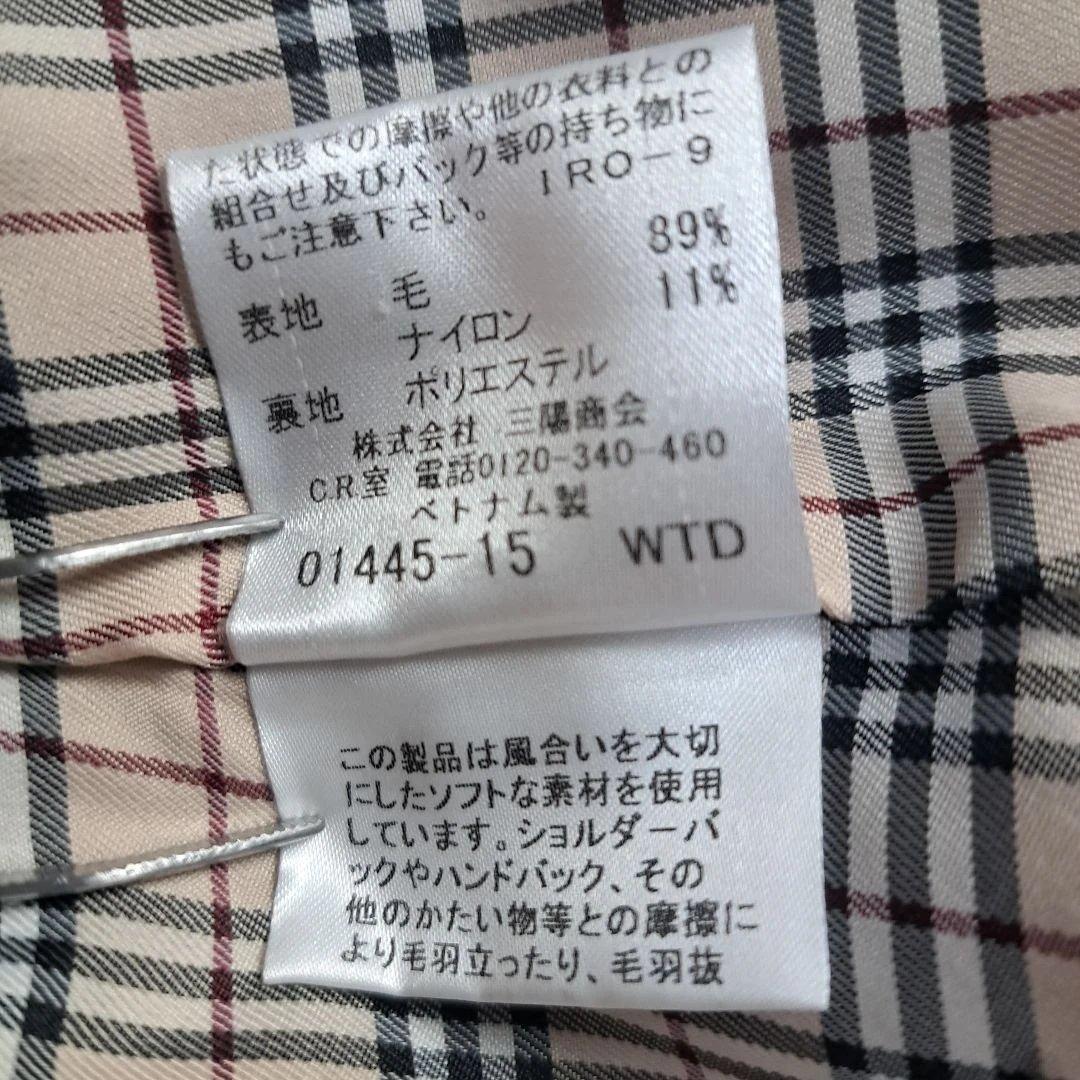 た状態での摩擦や他の衣料との
組合せ及びバック等の持ち物に
もご注意下さい。 IRO-9
表地 毛 89%
ナイロン 11%
裏地 ポリエステル
株式会社 三陽商会
CR室 電話0120-340-460
ベトナム製
01445-15 WTD
この製品は風合いを大切
にしたソフトな素材を使用
しています。ショルダーバ
ックやハンドバック、その
他のかたい物等との摩擦に
より毛羽立ったり、毛羽抜